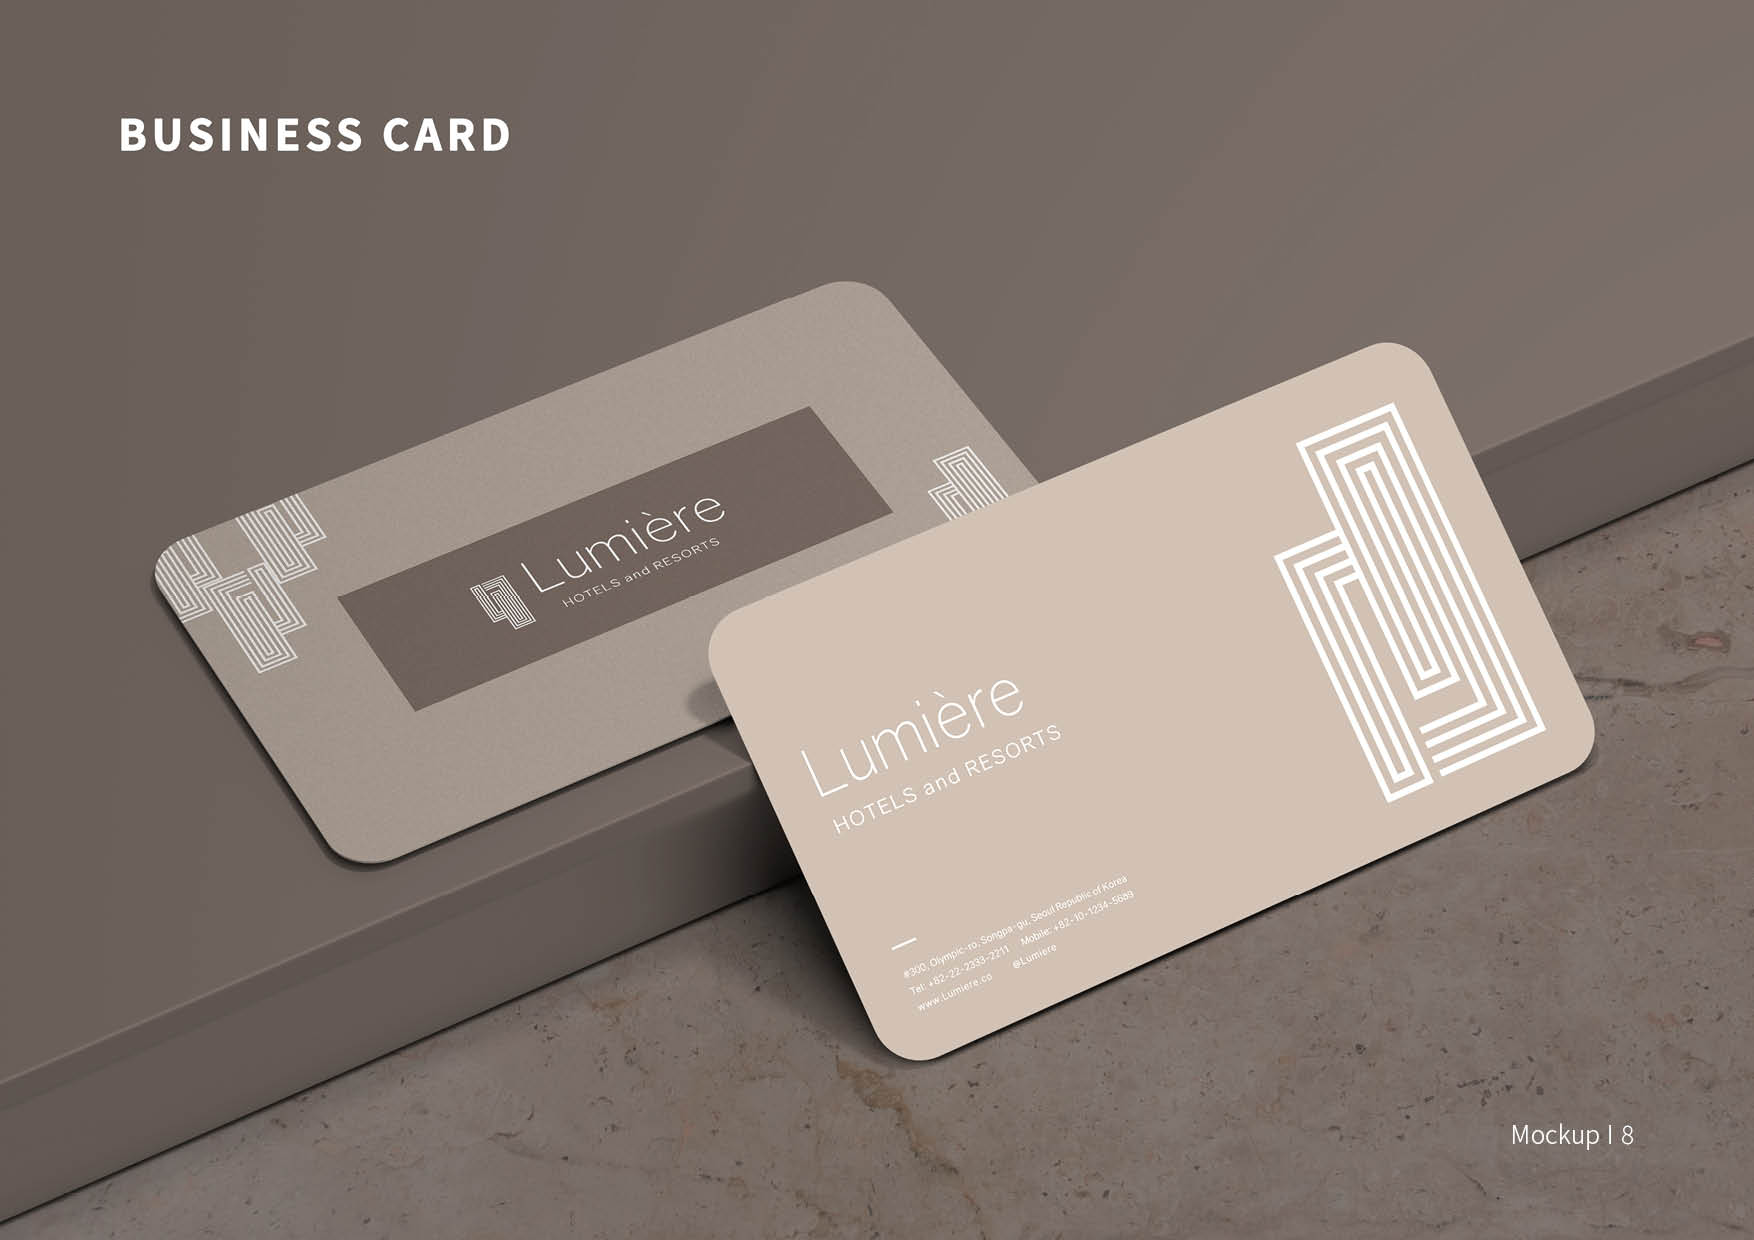 BUSINESS CARD
Lumière
HOTELS and RESORTS
Lumière
HOTELS and RESORTS
#300, Olympic-ro, Songpa-gu, Seoul Republic of Korea
Tel: +82-22-2333-2211 Mobile: +82-10-1234-5689
www.Lumiere.co @Lumiere
Mockup I 8